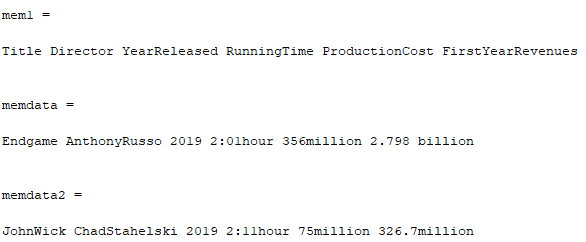 mem1 =
Title Director YearReleased RunningTime ProductionCost FirstYearRevenues
memdata =
Endgame AnthonyRusso 2019 2:01hour 356million 2.798 billion
memdata2 =
JohnWick ChadStahelski 2019 2:11hour 75million 326.7million